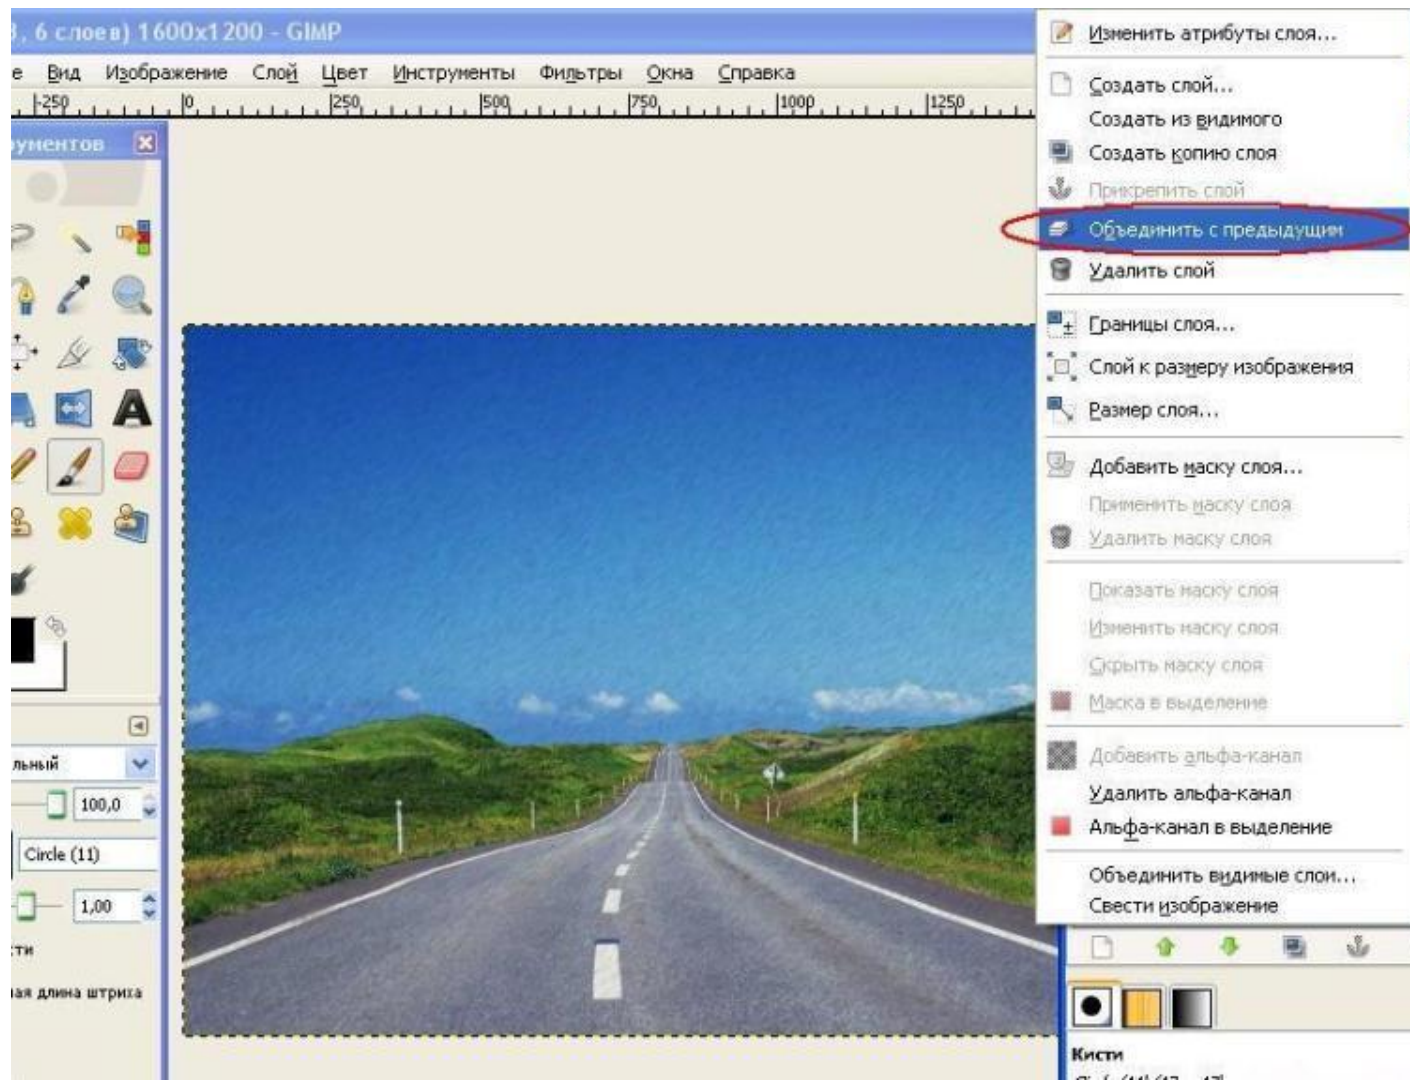 , 6 слоев) 1600x1200 - GIMP
е Вид Изображение Слой Цвет Инструменты Фильтры Окна Справка
-250 0 250 500 750 1000 1250
ументов
Изменить атрибуты слоя...
Создать слой...
Создать из видимого
Создать копию слоя
Прикрепить слой
Объединить с предыдущим
Удалить слой
Границы слоя...
Слой к размеру изображения
Размер слоя...
Добавить маску слоя...
Применить маску слоя
Удалить маску слоя
Показать маску слоя
Изменить маску слоя
Скрыть маску слоя
Маска в выделение
Добавить альфа-канал
Удалить альфа-канал
Альфа-канал в выделение
Объединить видимые слои...
Свести изображение
льный
100,0
Circle (11)
1,00
сти
ая длина штриха
Кисти